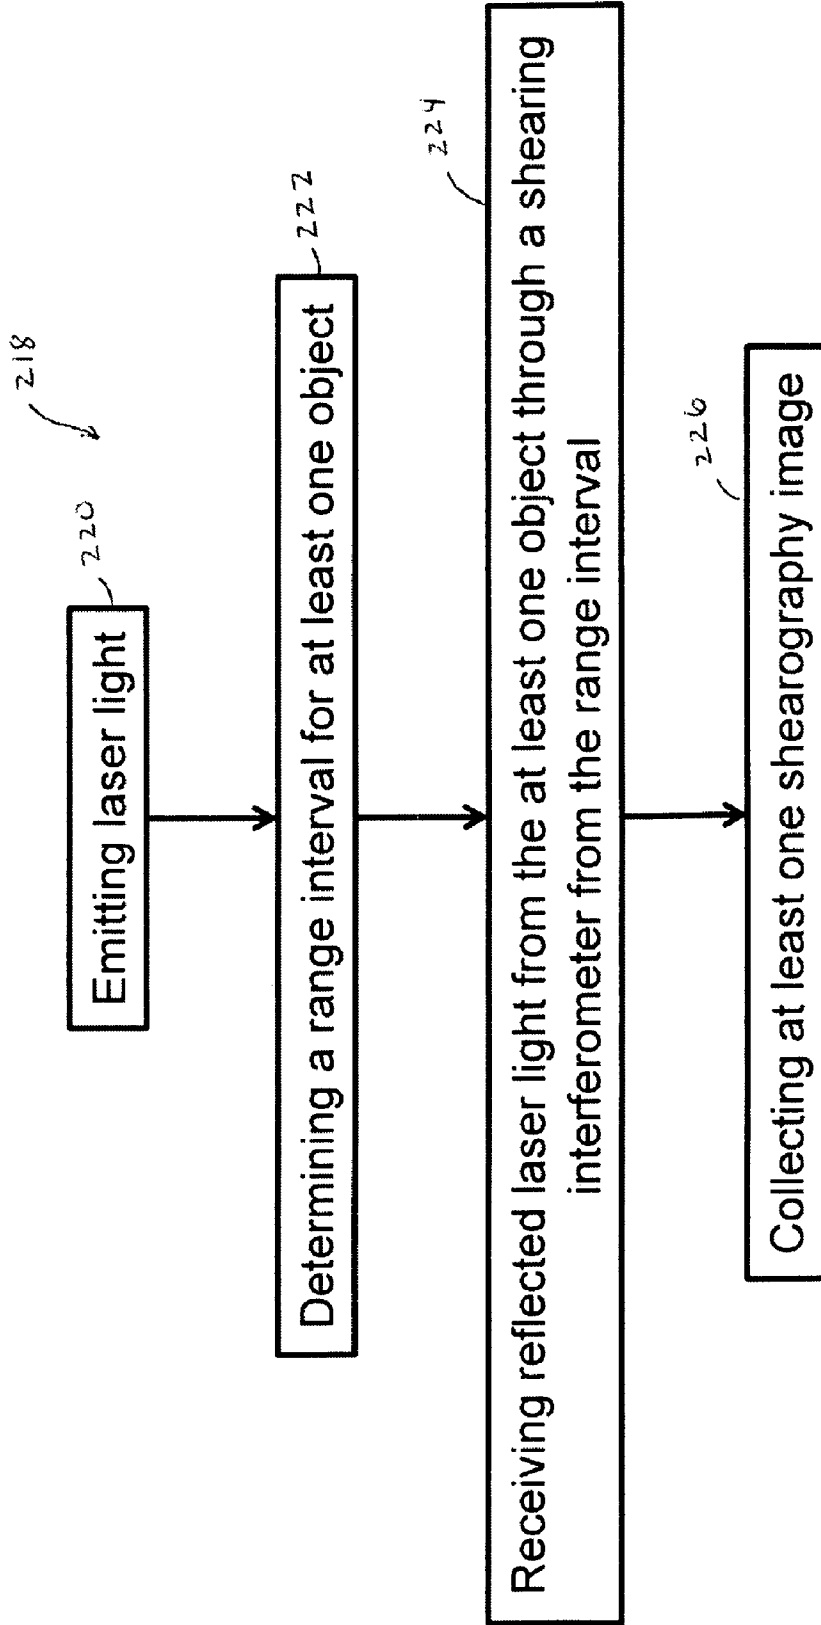 218
220
Emitting laser light
222
Determining a range interval for at least one object
224
Receiving reflected laser light from the at least one object through a shearing
interferometer from the range interval
226
Collecting at least one shearography image